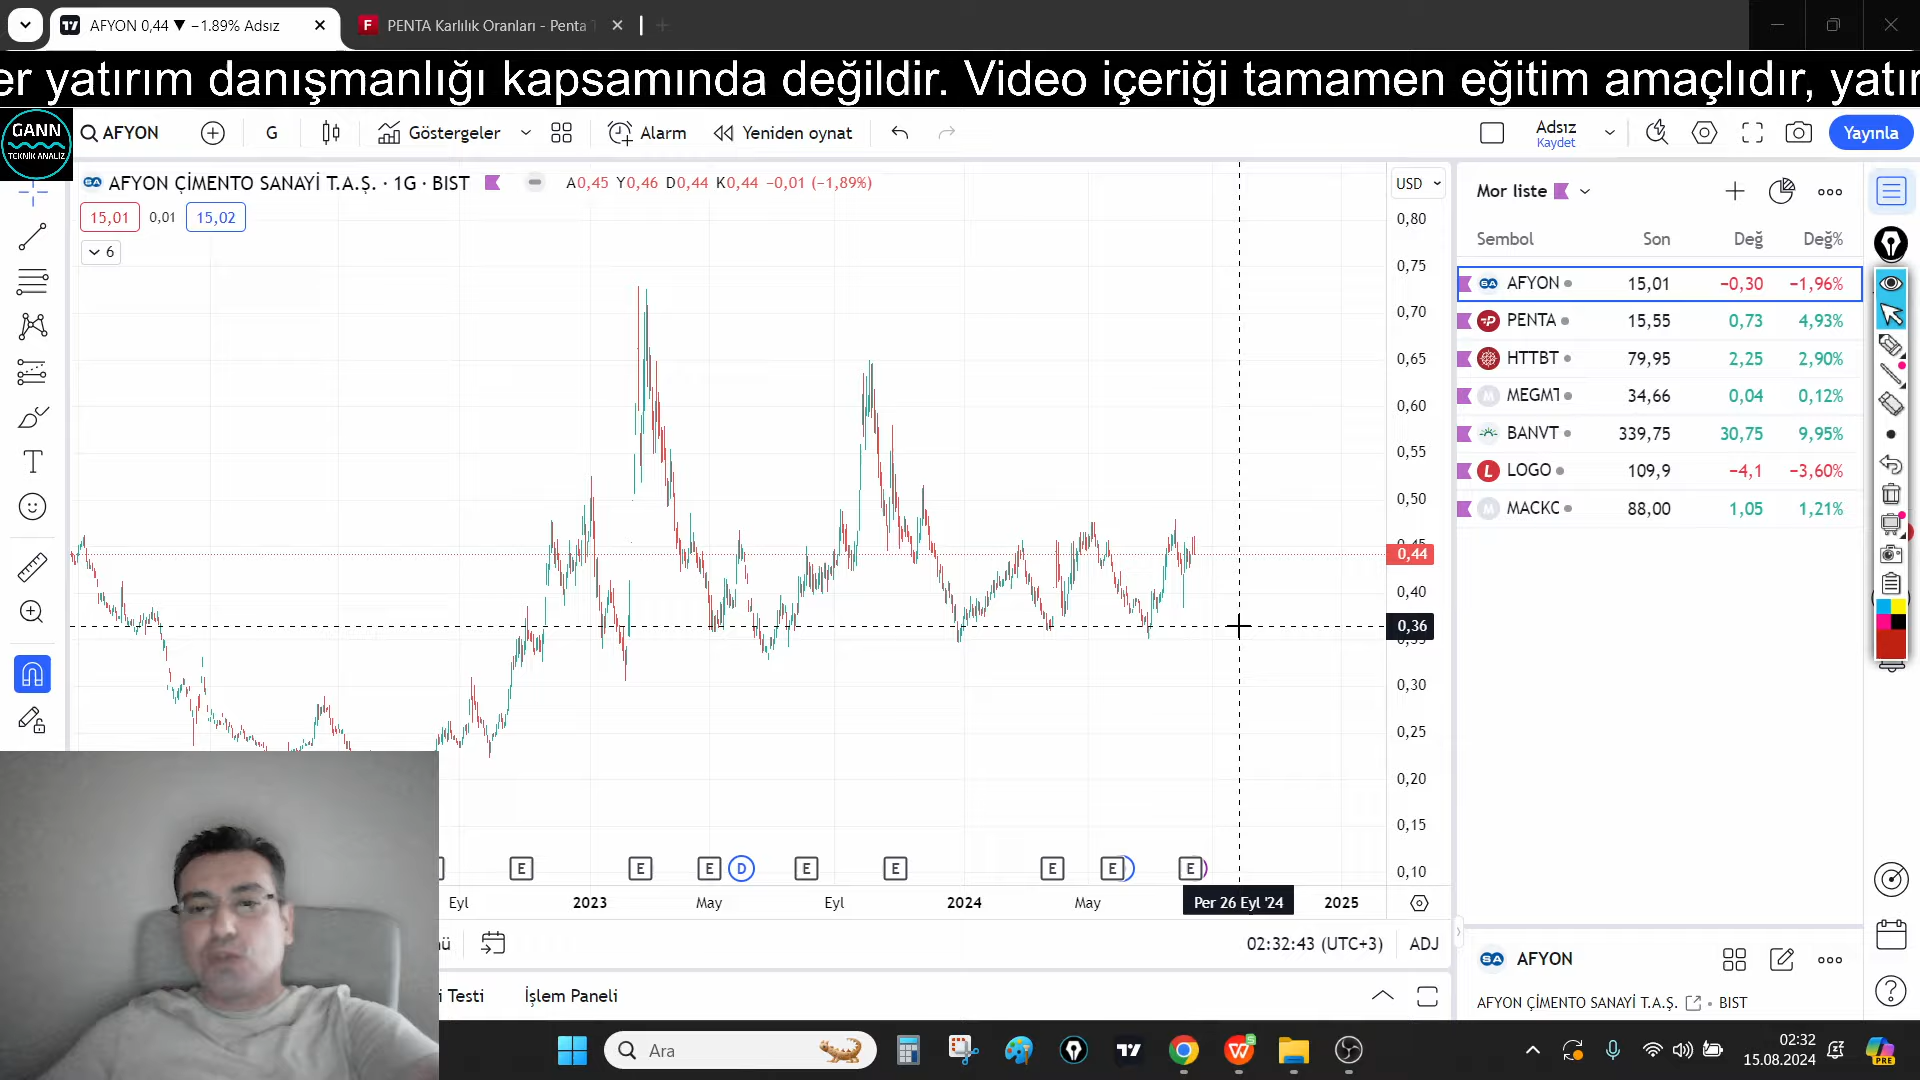 AFYON 0,44 ▼ −1.89% Adsız
PENTA Karlılık Oranları - Penta
er yatırım danışmanlığı kapsamında değildir. Video içeriği tamamen eğitim amaçlıdır, yatır
GANN
TEKNİK ANALİZ
AFYON
G
Göstergeler
Alarm
Yeniden oynat
Adsız
Kaydet
Yayınla
AFYON ÇİMENTO SANAYİ T.A.Ş. · 1G · BIST
A0,45 Y0,46 D0,44 K0,44 −0,01 (−1,89%)
15,01 0,01 15,02
6
USD
0,80
0,75
0,70
0,65
0,60
0,55
0,50
0,45
0,44
0,40
0,36
0,35
0,30
0,25
0,20
0,15
0,10
E E E D E E E E E
Eyl 2023 May Eyl 2024 May Per 26 Eyl '24 2025
02:32:43 (UTC+3) ADJ
i Testi
İşlem Paneli
Mor liste
Sembol Son Değ Değ%
AFYON 15,01 −0,30 −1,96%
PENTA 15,55 0,73 4,93%
HTTBT 79,95 2,25 2,90%
MEGMT 34,66 0,04 0,12%
BANVT 339,75 30,75 9,95%
LOGO 109,9 −4,1 −3,60%
MACKO 88,00 1,05 1,21%
AFYON
AFYON ÇİMENTO SANAYİ T.A.Ş. • BIST
Ara
02:32
15.08.2024
PRE